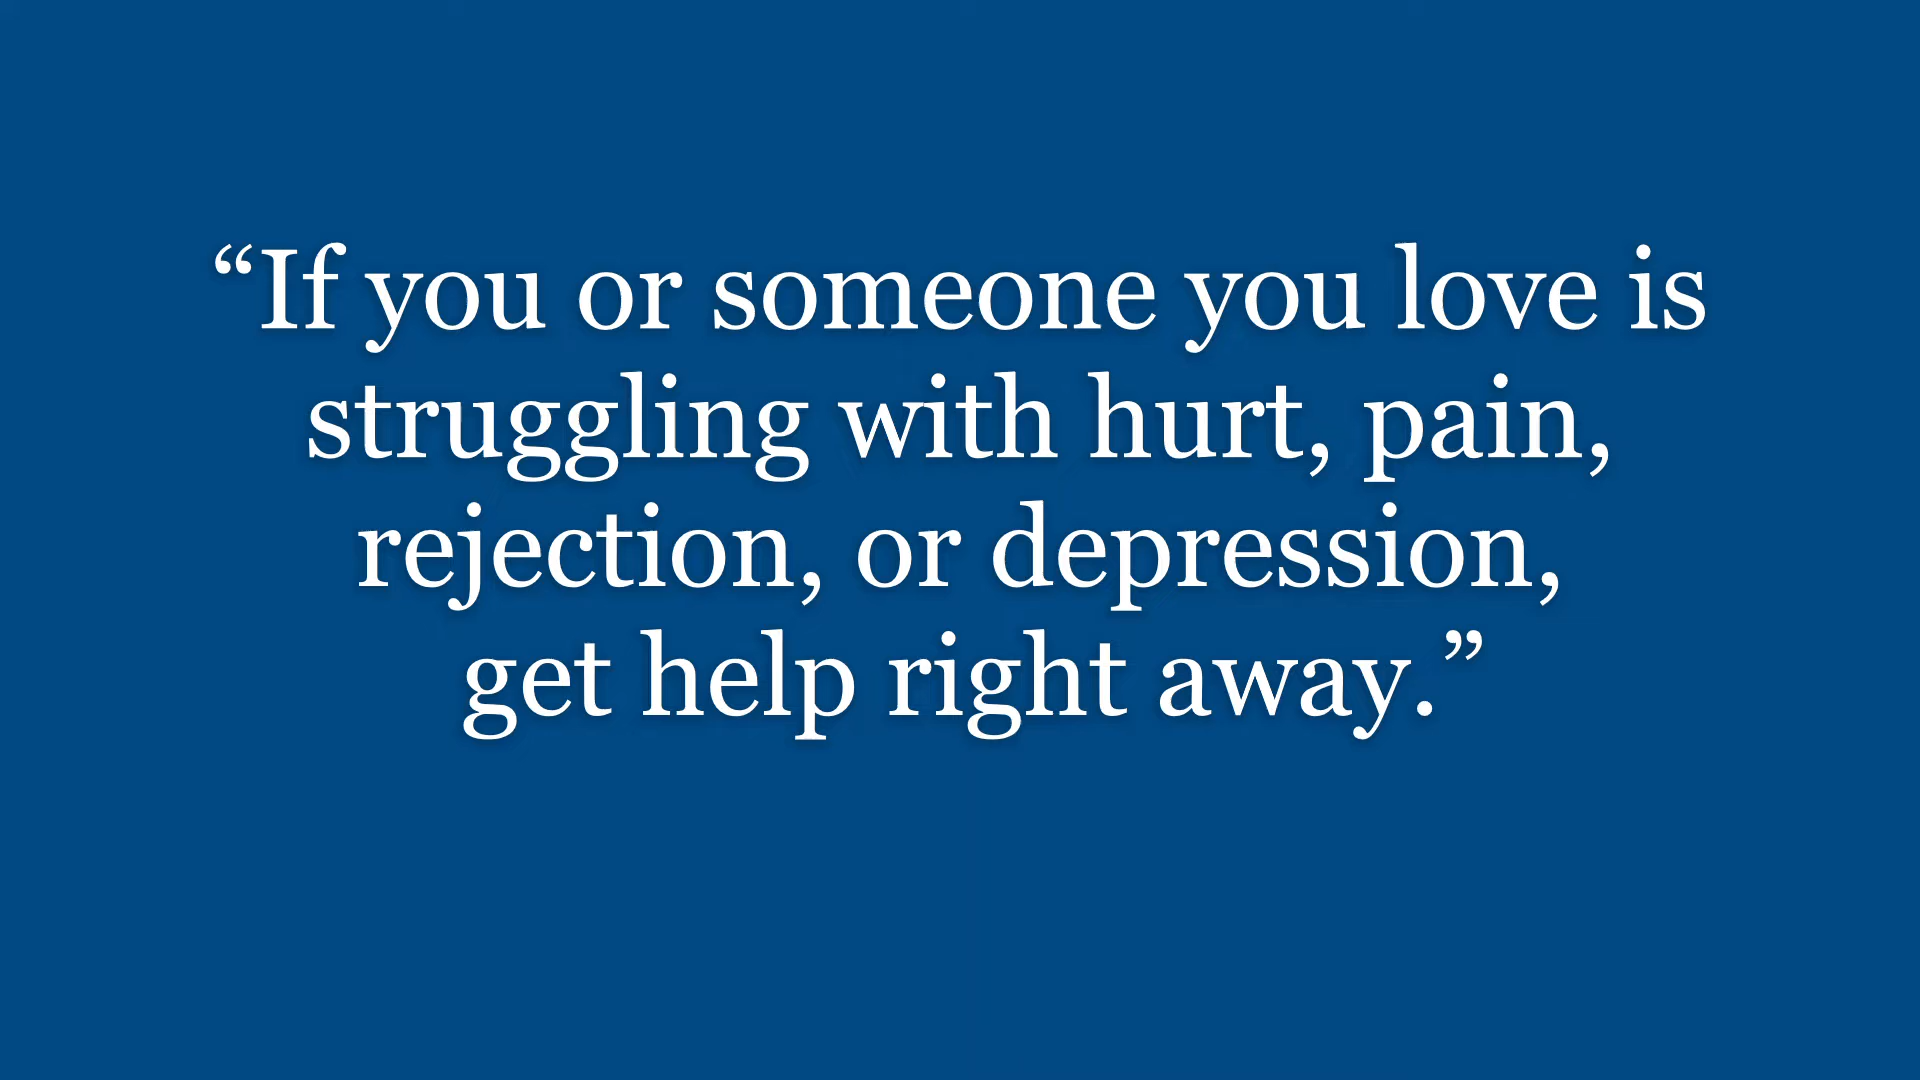 “If you or someone you love is
struggling with hurt, pain,
rejection, or depression,
get help right away.”